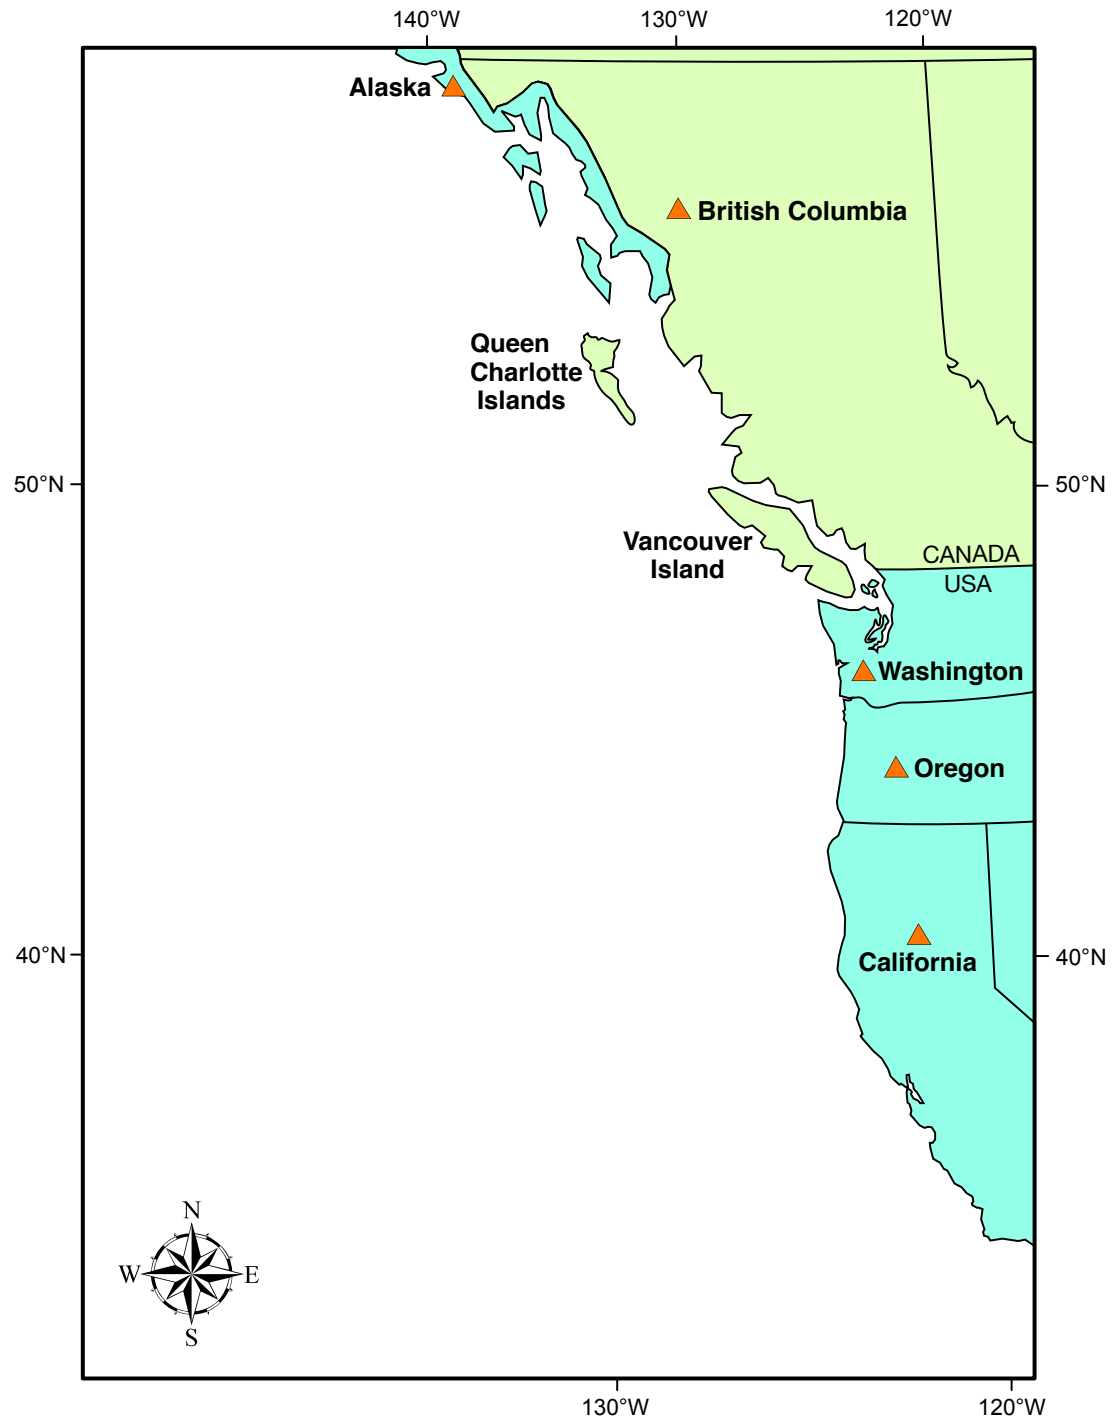 140°W
130°W
120°W
Alaska
British Columbia
Queen
Charlotte
Islands
50°N
50°N
Vancouver
Island
CANADA
USA
Washington
Oregon
40°N
40°N
California
N
W
E
S
130°W
120°W